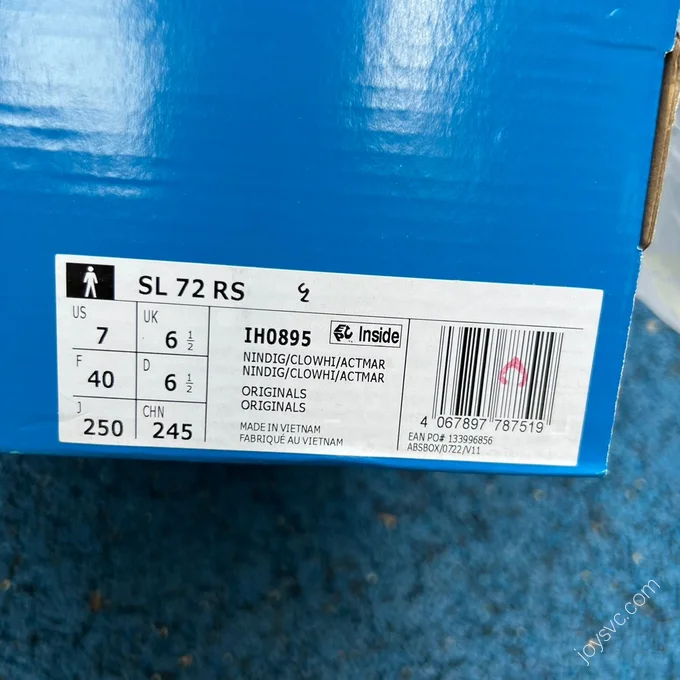 SL 72 RS
US 7
UK 6 1/2
F 40
D 6 1/2
J 250
CHN 245
IH0895
Inside
NINDIG/CLOWHI/ACTMAR
NINDIG/CLOWHI/ACTMAR
ORIGINALS
ORIGINALS
MADE IN VIETNAM
FABRIQUÉ AU VIETNAM
4 067897 787519
EAN PO# 133996856
ABSBOX/0722/V11
joysvc.com